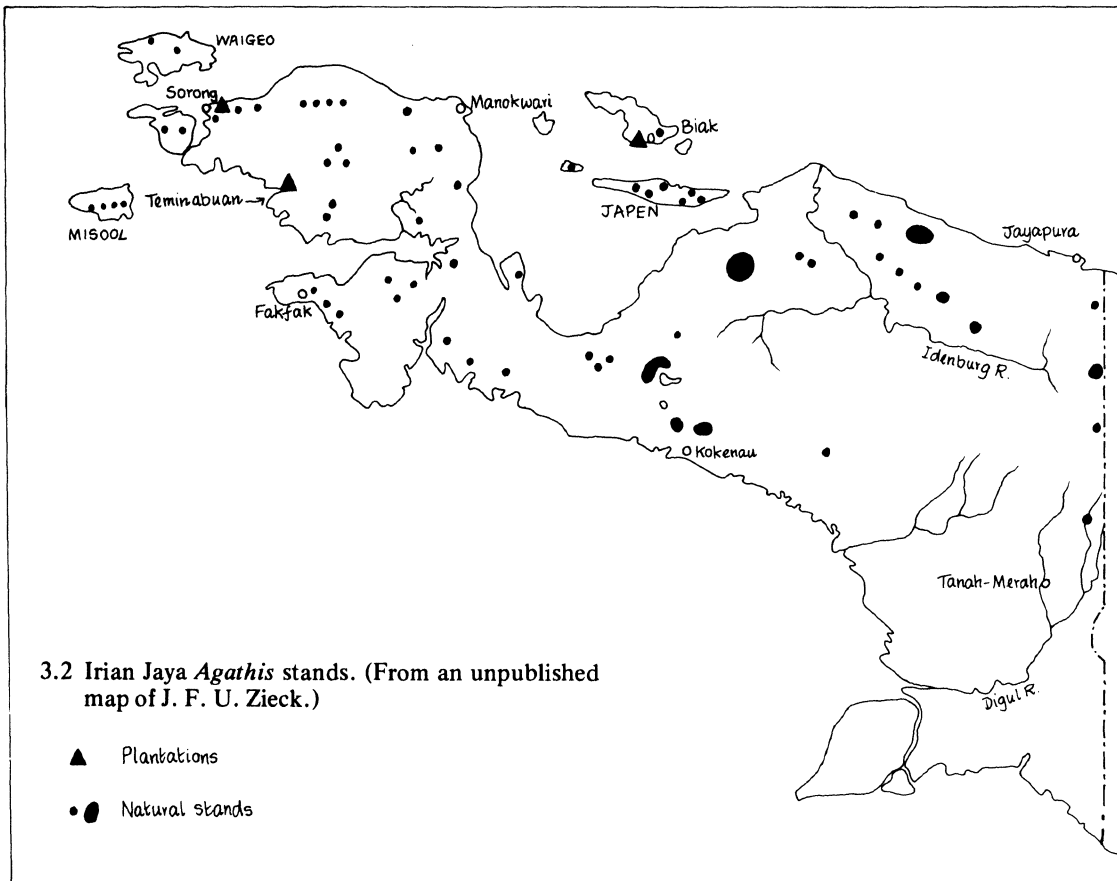 WAIGEO
Sorong
Manokwari
Biak
Teminabuan
JAPEN
MISOOL
Jayapura
Fakfak
Idenburg R.
Kokenau
Tanah-Merah
3.2 Irian Jaya Agathis stands. (From an unpublished
map of J. F. U. Zieck.)
Digul R.
Plantations
Natural stands